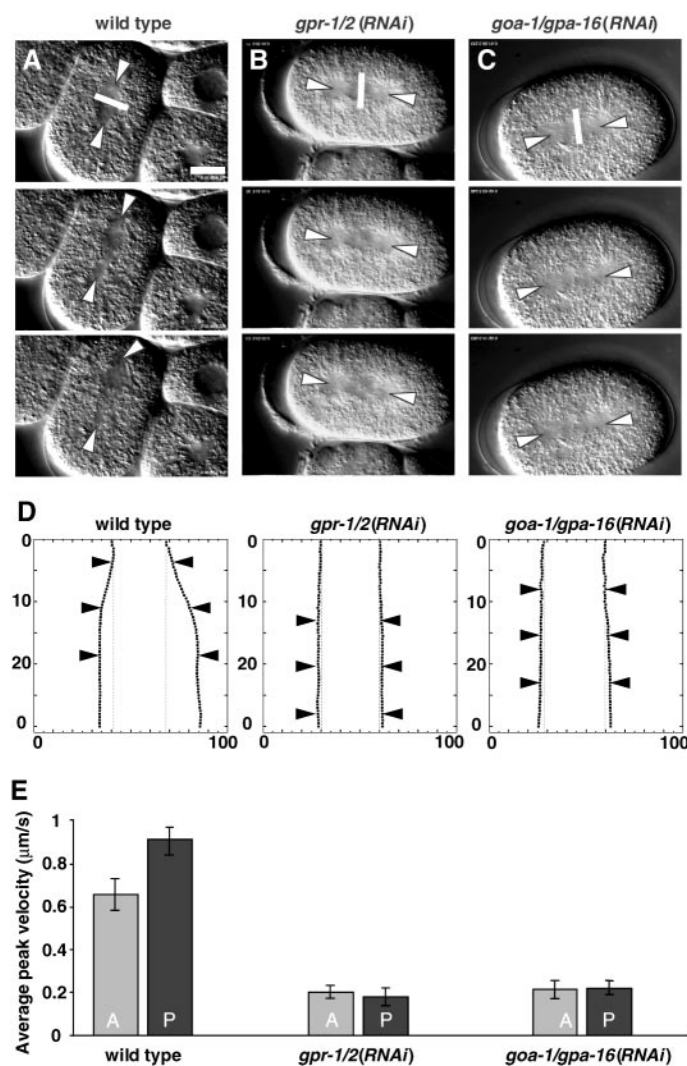 wild type gpr-1/2(RNAi) goa-1/gpa-16(RNAi)
A B C
D
wild type gpr-1/2(RNAi) goa-1/gpa-16(RNAi)
0 0 0
10 10 10
20 20 20
0 0 0
0 100 0 100 0 100
E
Average peak velocity (μm/s)
1
0.8
0.6
0.4
0.2
0
A P A P A P
wild type gpr-1/2(RNAi) goa-1/gpa-16(RNAi)